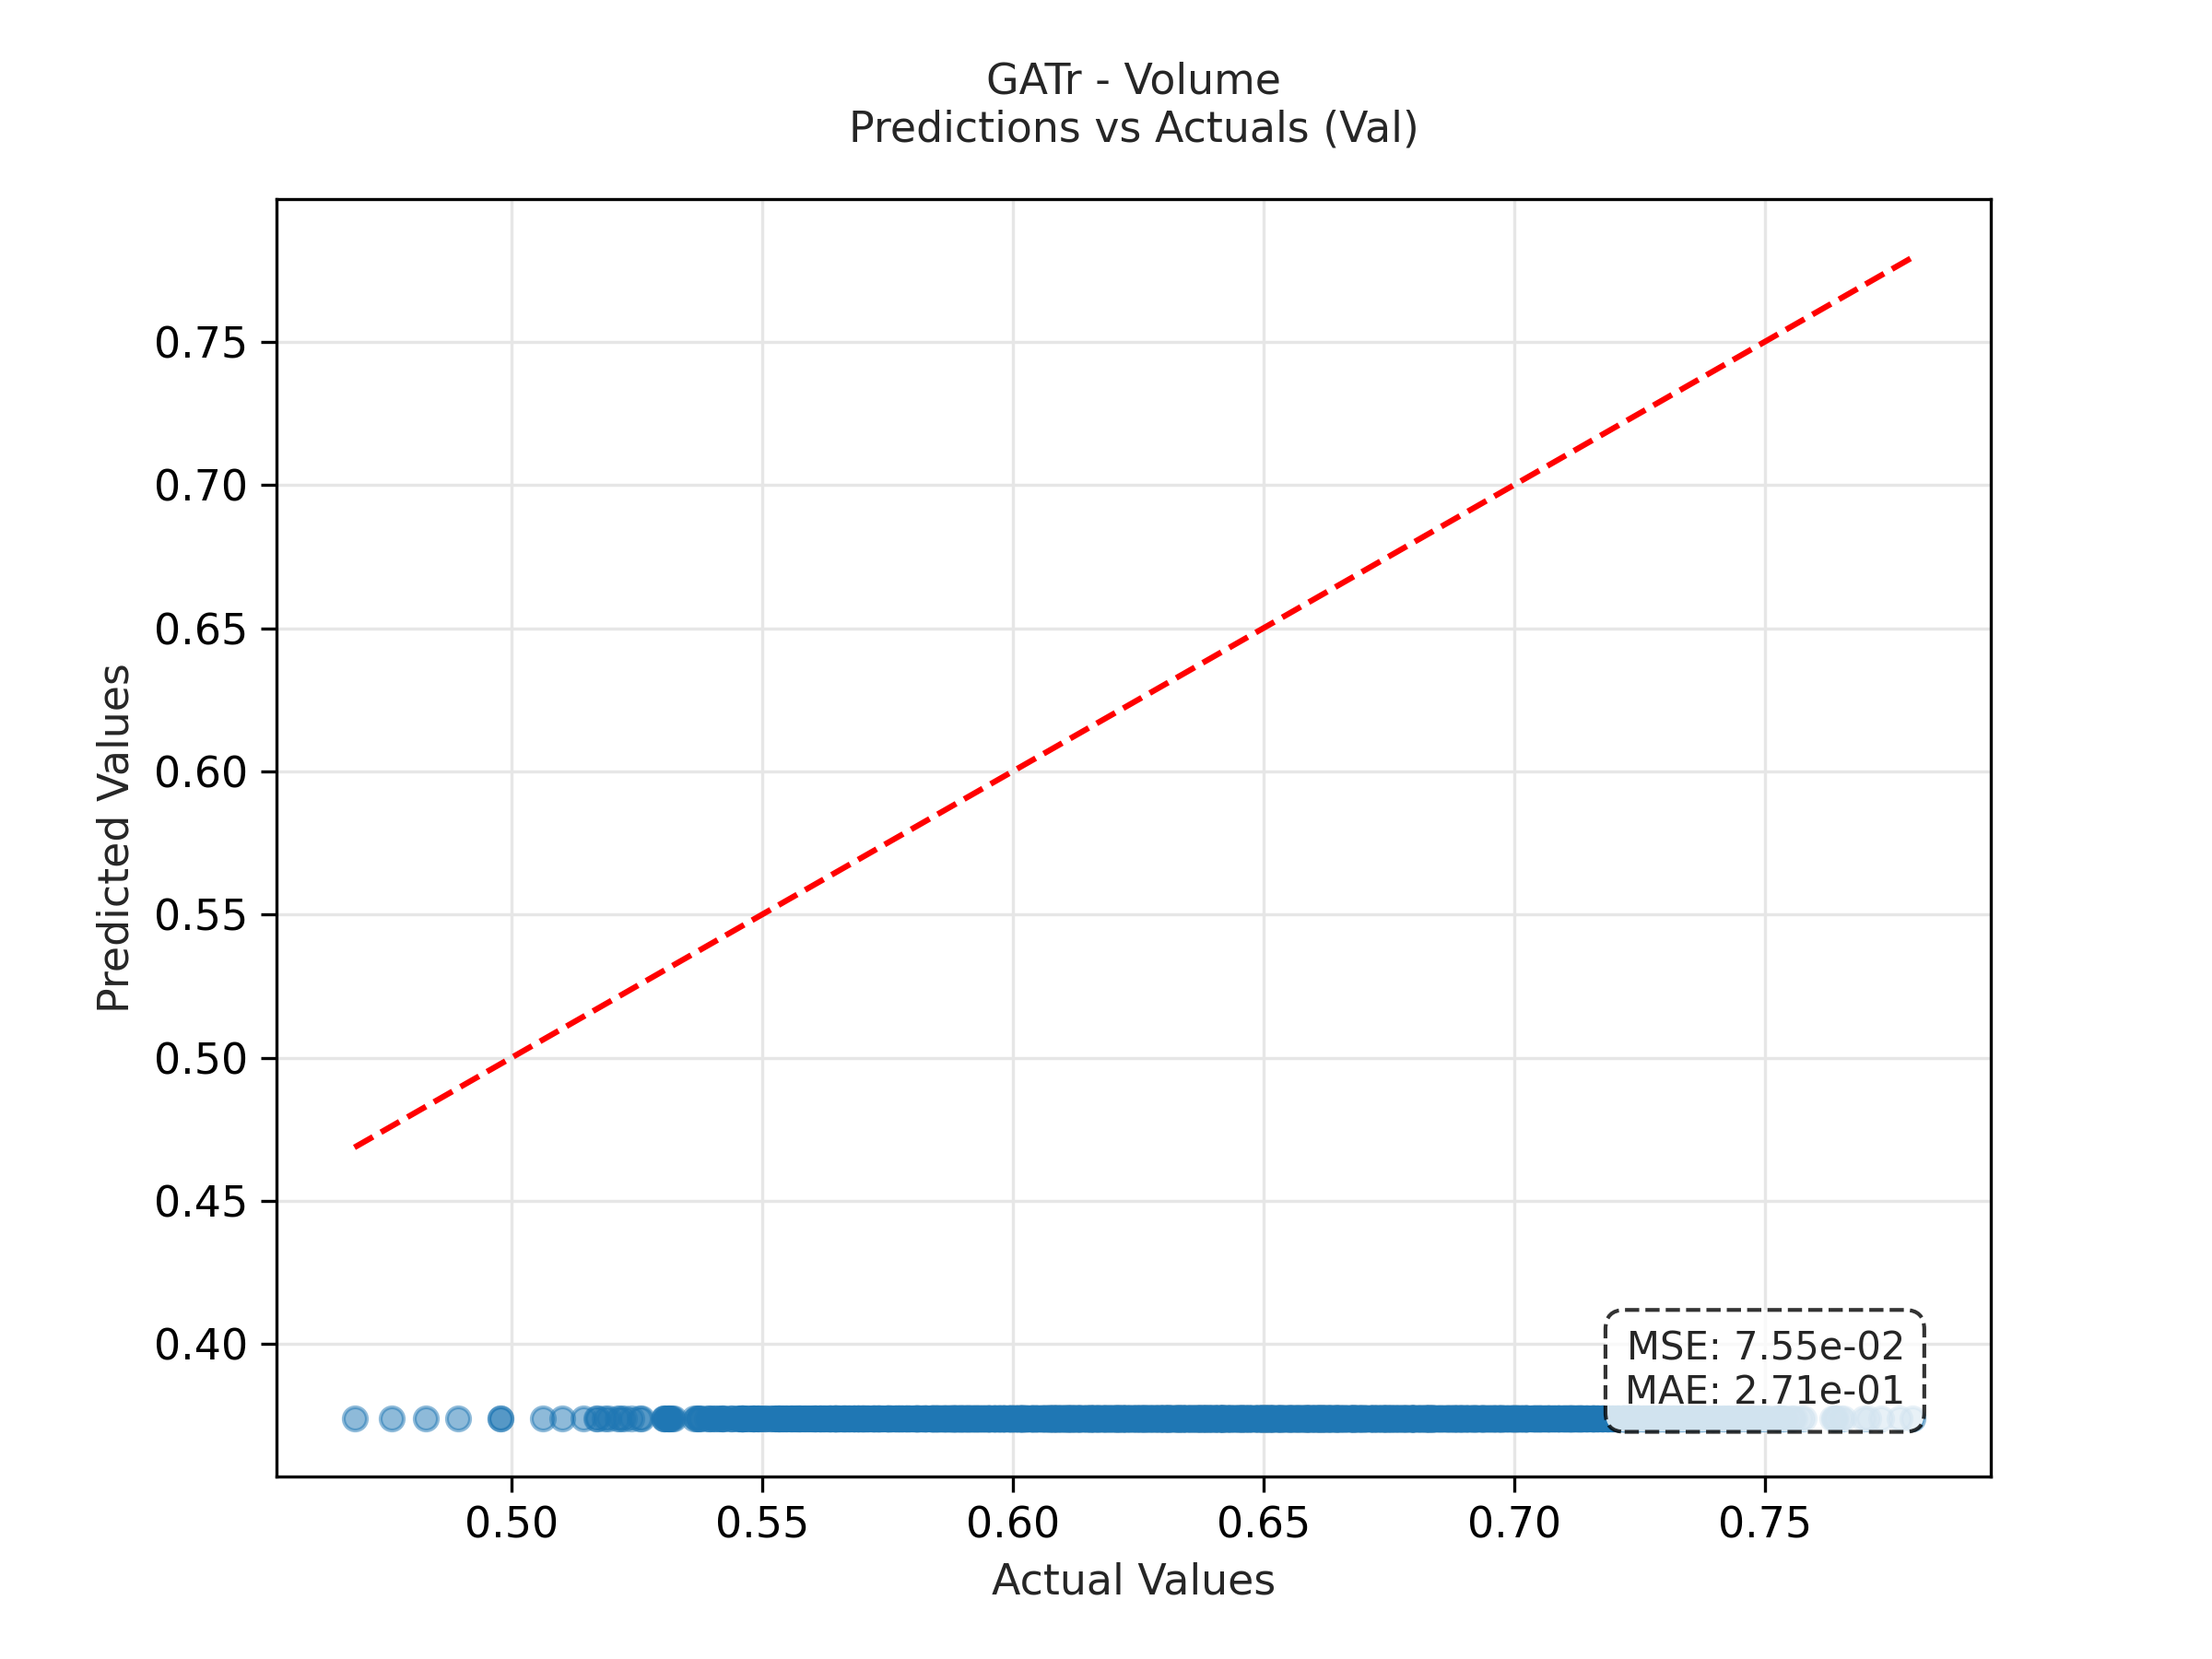 GATr - Volume
Predictions vs Actuals (Val)
Predicted Values
0.75
0.70
0.65
0.60
0.55
0.50
0.45
0.40
MSE: 7.55e-02
MAE: 2.71e-01
0.50 0.55 0.60 0.65 0.70 0.75
Actual Values